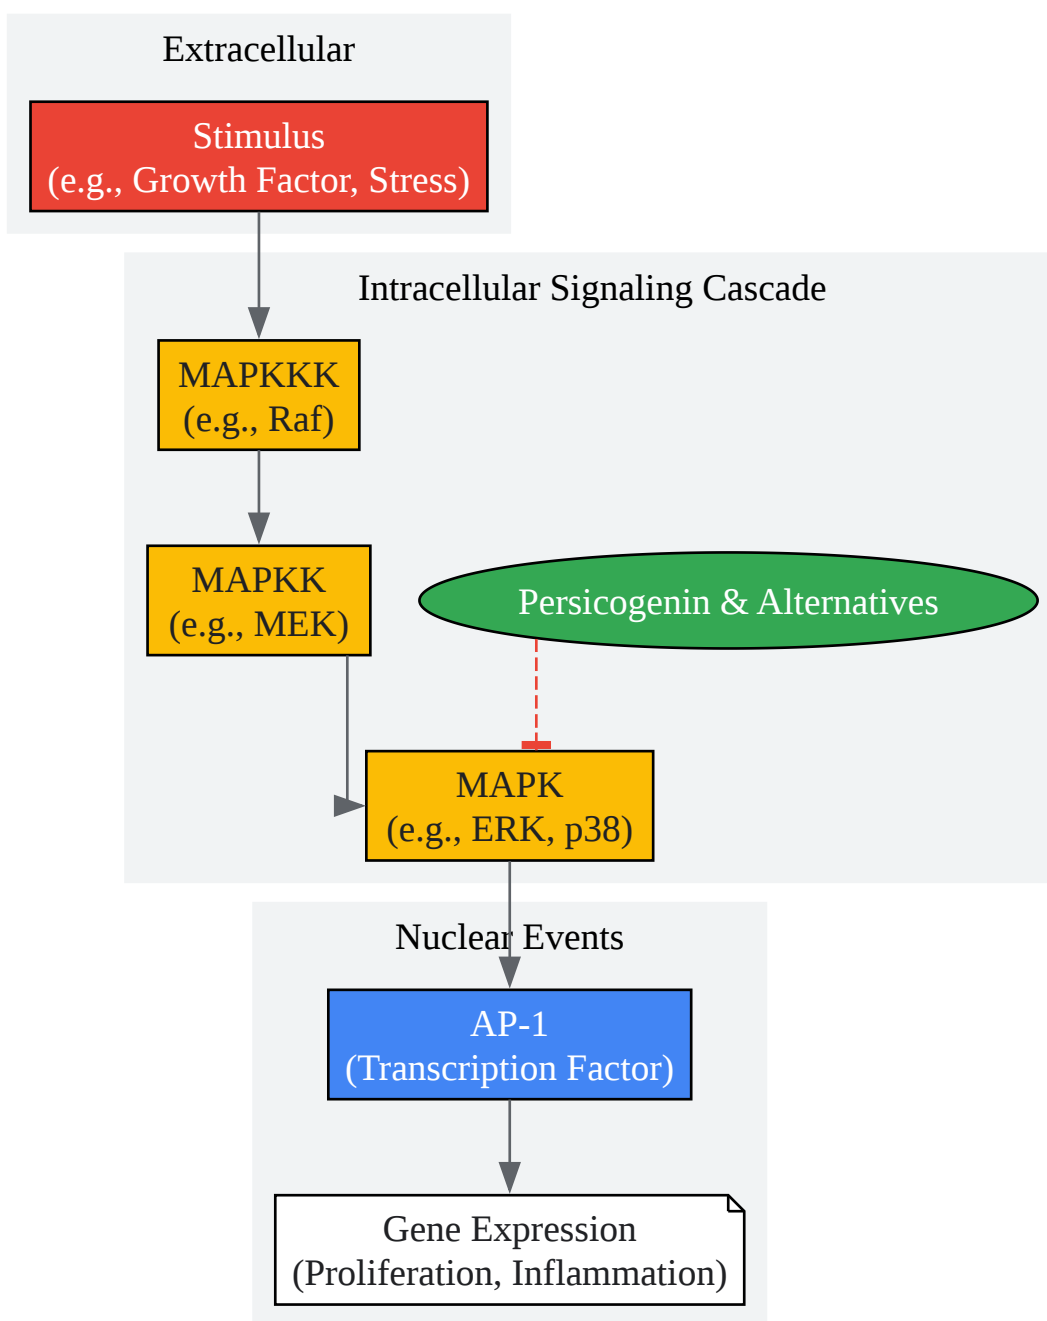 Extracellular
Stimulus
(e.g., Growth Factor, Stress)
Intracellular Signaling Cascade
MAPKKK
(e.g., Raf)
MAPKK
(e.g., MEK)
Persicogenin & Alternatives
MAPK
(e.g., ERK, p38)
Nuclear Events
AP-1
(Transcription Factor)
Gene Expression
(Proliferation, Inflammation)